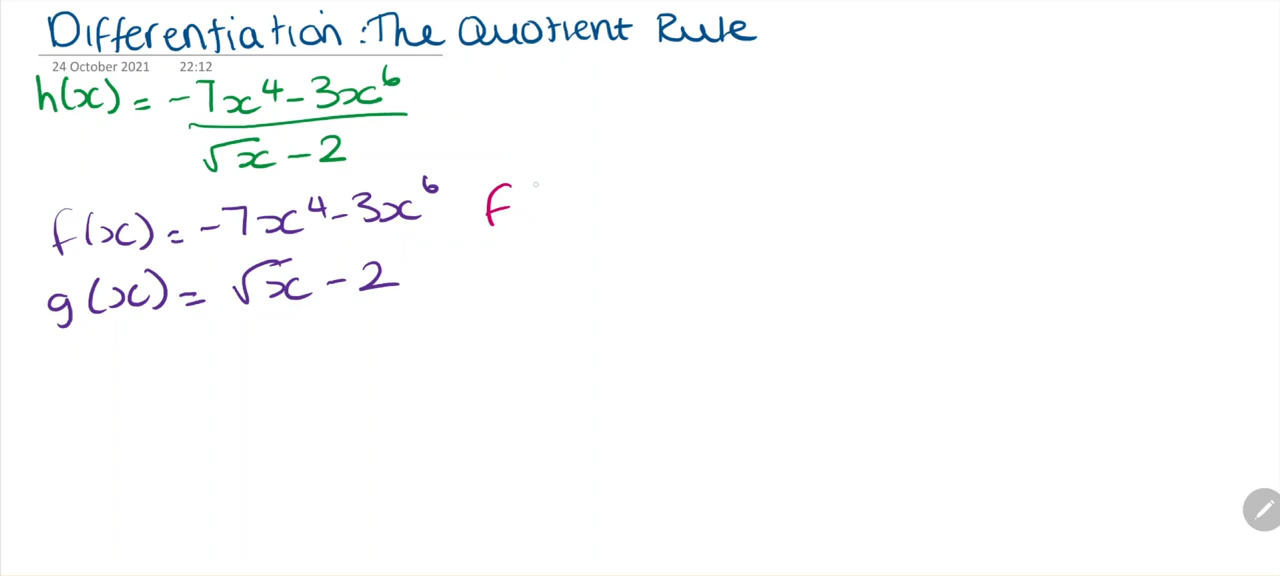 Differentiation: The Quotient Rule
24 October 2021 22:12
h(x) = -7x⁴-3x⁶
√x - 2
f(x) = -7x⁴-3x⁶ f
g(x) = √x - 2